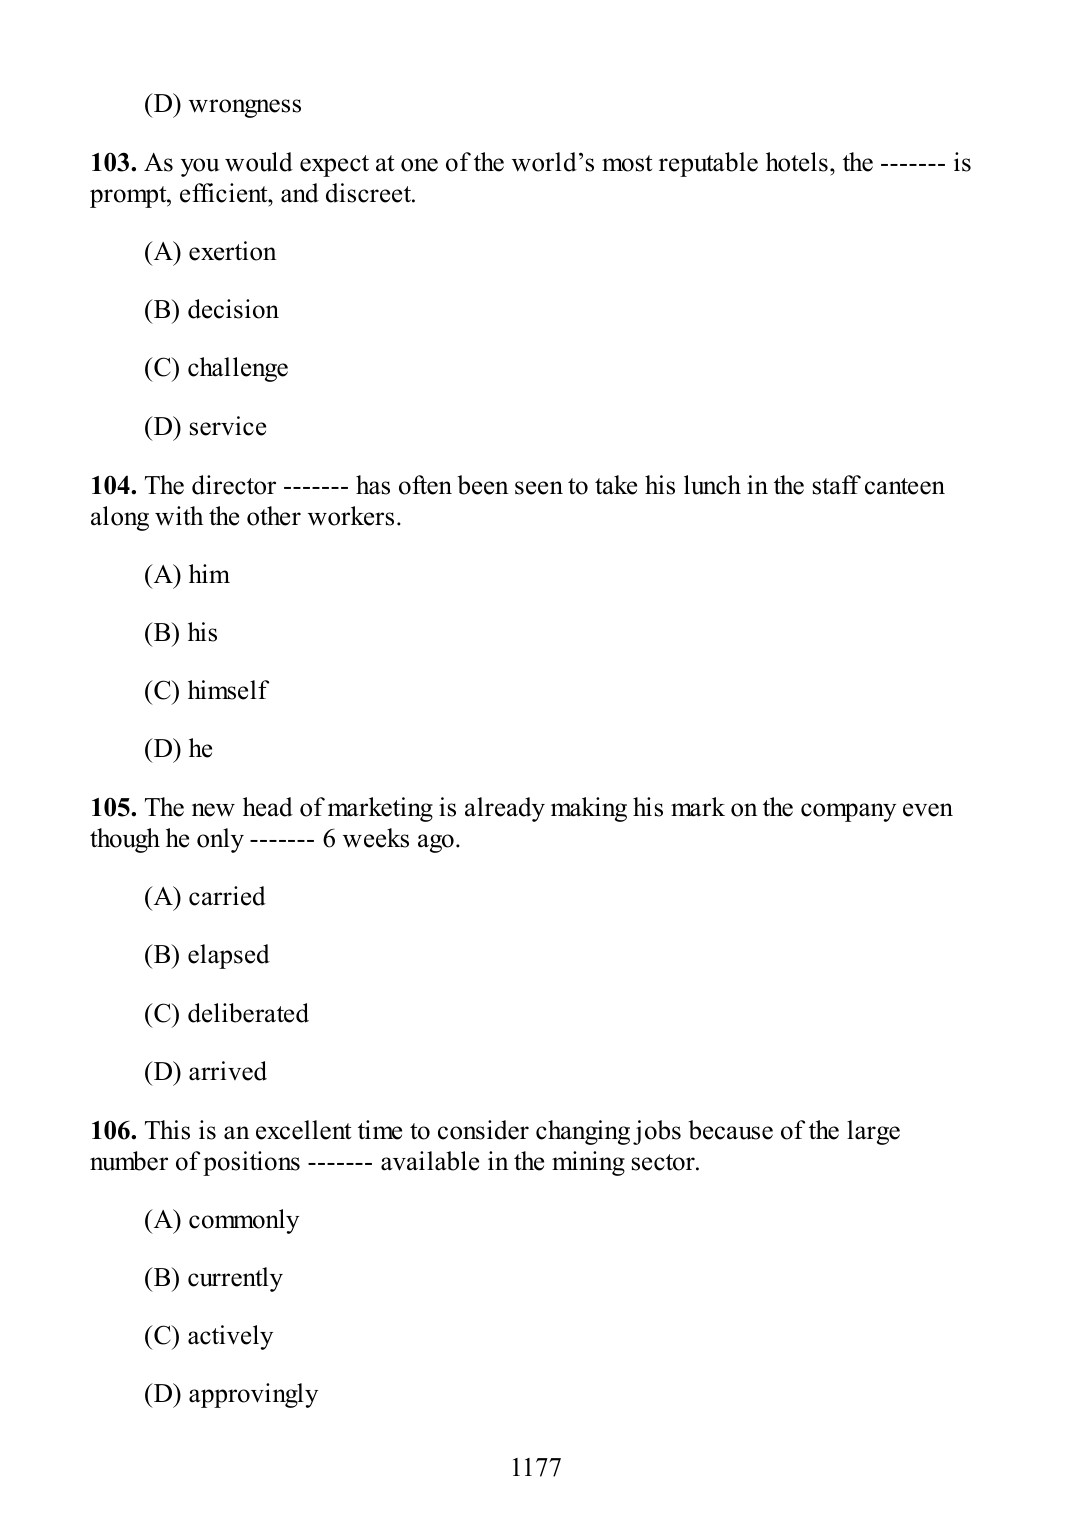 (D) wrongness
103. As you would expect at one of the world’s most reputable hotels, the ------- is
prompt, efficient, and discreet.
(A) exertion
(B) decision
(C) challenge
(D) service
104. The director ------- has often been seen to take his lunch in the staff canteen
along with the other workers.
(A) him
(B) his
(C) himself
(D) he
105. The new head of marketing is already making his mark on the company even
though he only ------- 6 weeks ago.
(A) carried
(B) elapsed
(C) deliberated
(D) arrived
106. This is an excellent time to consider changing jobs because of the large
number of positions ------- available in the mining sector.
(A) commonly
(B) currently
(C) actively
(D) approvingly
1177